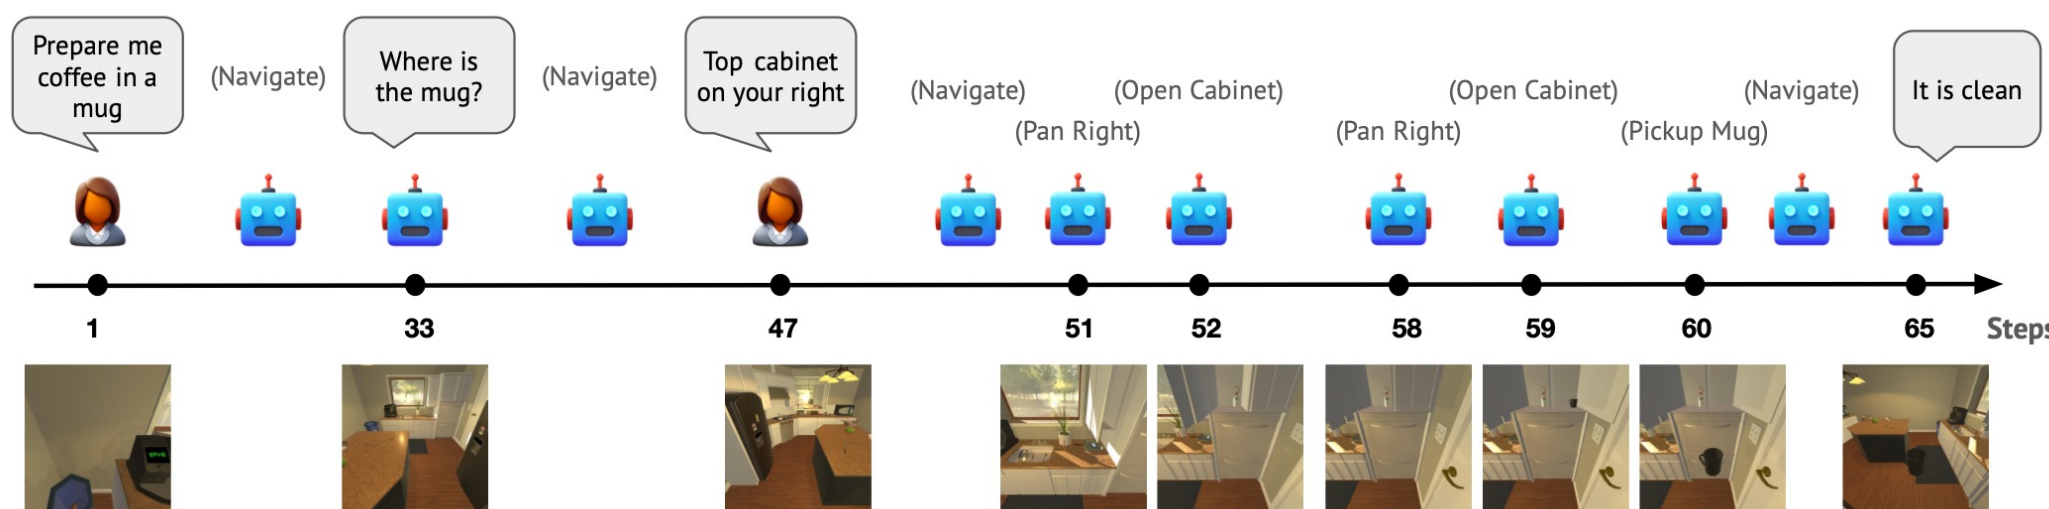 Prepare me
coffee in a
mug
(Navigate)
Where is
the mug?
(Navigate)
Top cabinet
on your right
(Navigate)
(Pan Right)
(Open Cabinet)
(Pan Right)
(Open Cabinet)
(Pickup Mug)
(Navigate)
It is clean
1
33
47
51
52
58
59
60
65
Steps